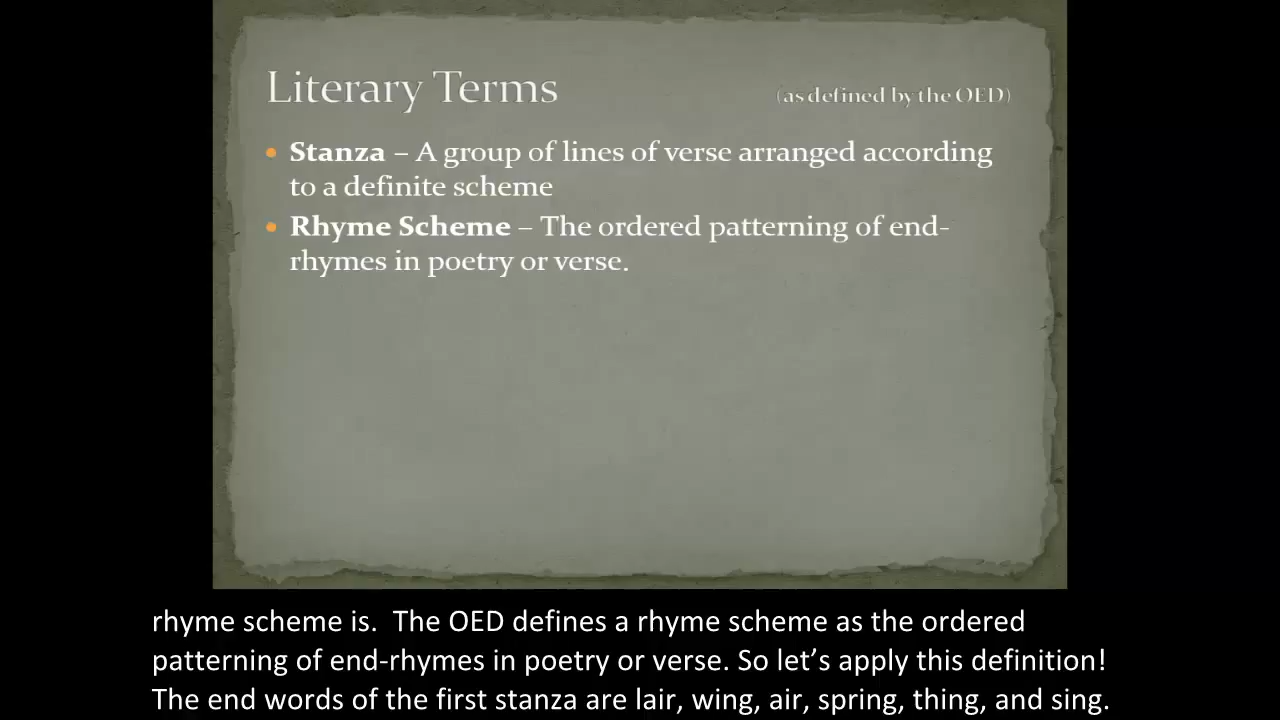 Literary Terms (as defined by the OED)
• Stanza – A group of lines of verse arranged according
to a definite scheme
• Rhyme Scheme – The ordered patterning of end-
rhymes in poetry or verse.
rhyme scheme is.  The OED defines a rhyme scheme as the ordered
patterning of end-rhymes in poetry or verse. So let’s apply this definition!
The end words of the first stanza are lair, wing, air, spring, thing, and sing.